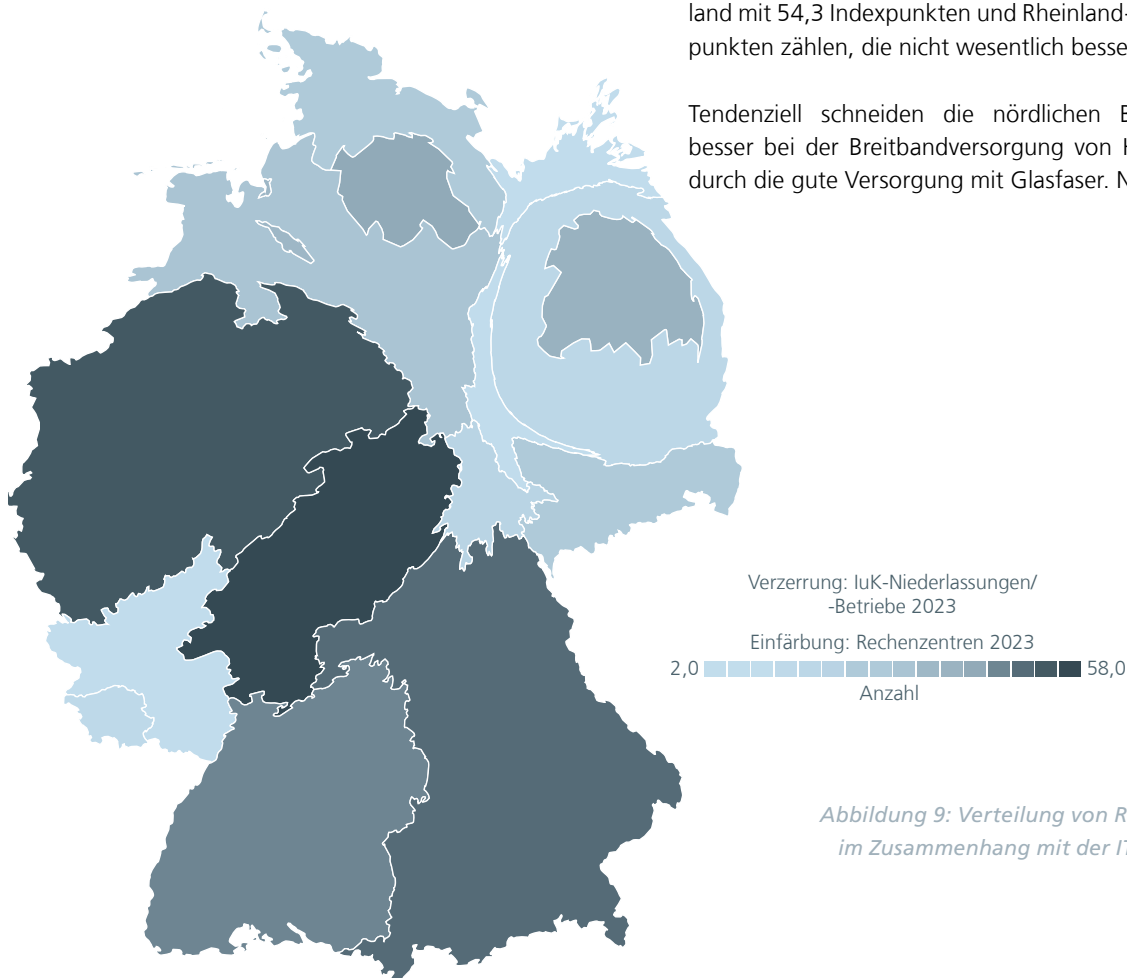 land mit 54,3 Indexpunkten und Rheinland-
punkten zählen, die nicht wesentlich besse
Tendenziell schneiden die nördlichen
besser bei der Breitbandversorgung von
durch die gute Versorgung mit Glasfaser. N
Verzerrung: IuK-Niederlassungen/
-Betriebe 2023
Einfärbung: Rechenzentren 2023
2,0 58,0
Anzahl
Abbildung 9: Verteilung von R
im Zusammenhang mit der IT